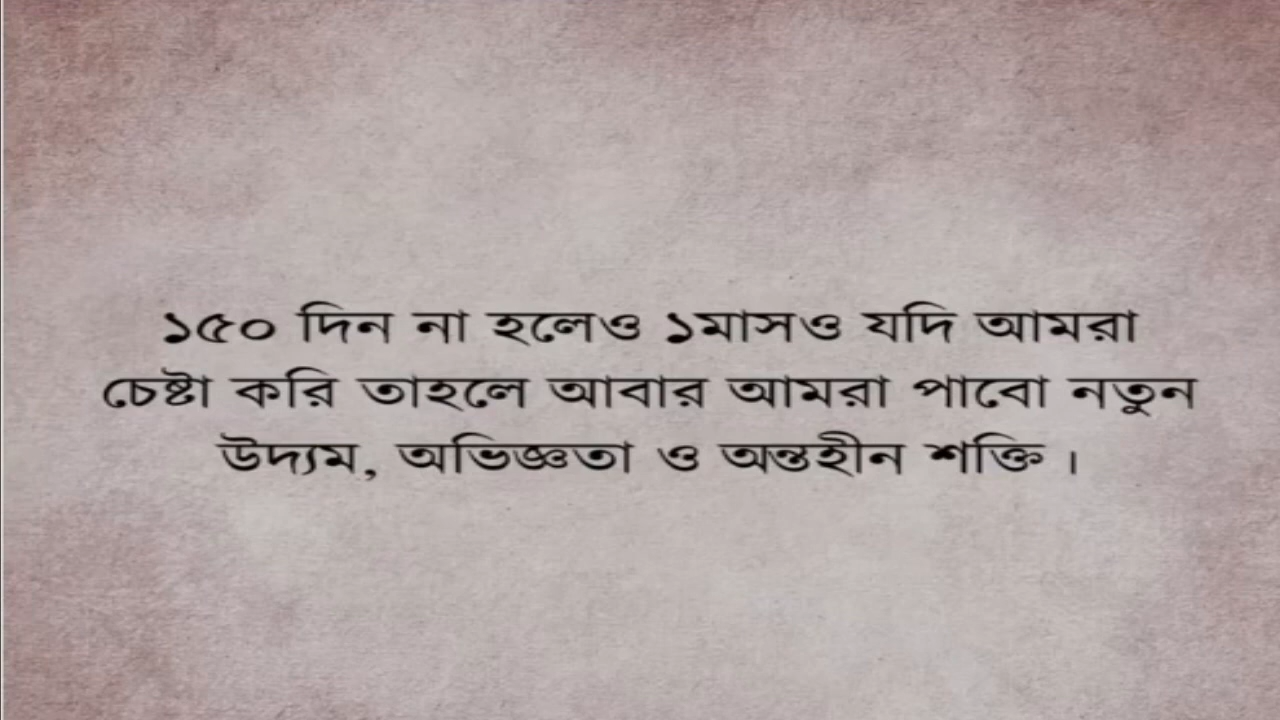 ১৫০ দিন না হলেও ১মাসও যদি আমরা
চেষ্টা করি তাহলে আবার আমরা পাবো নতুন
উদ্যম, অভিজ্ঞতা ও অন্তহীন শক্তি ।